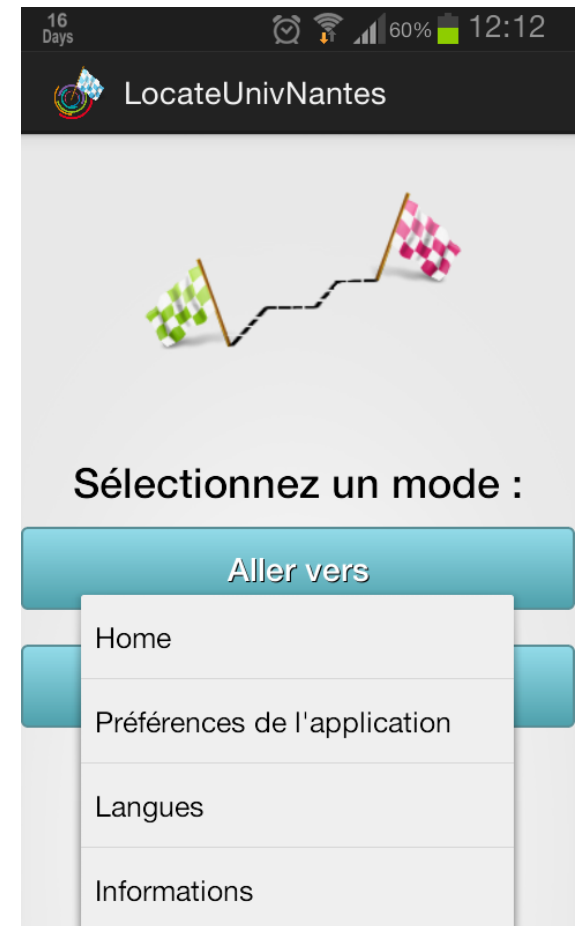 16
Days
60%
12:12
LocateUnivNantes
Sélectionnez un mode :
Aller vers
Home
Préférences de l'application
Langues
Informations